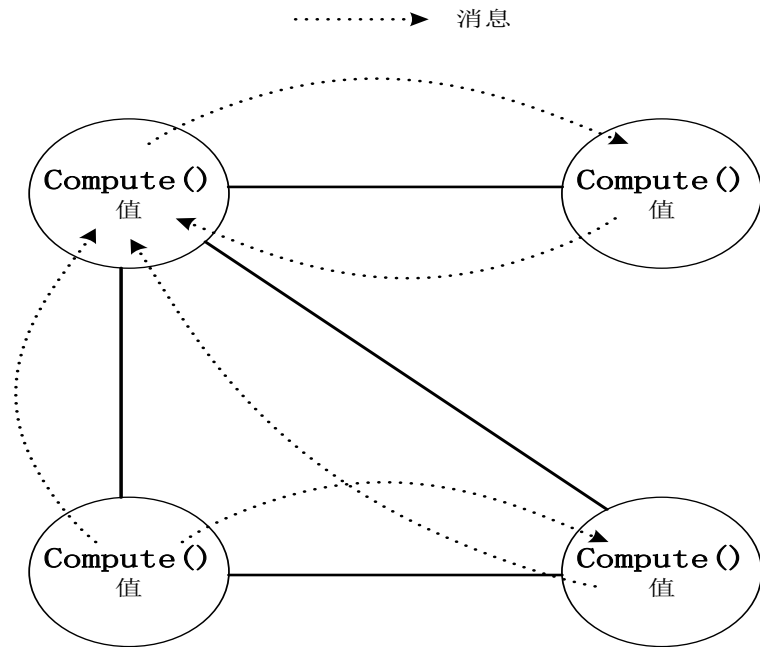 消息
Compute()
值
Compute()
值
Compute()
值
Compute()
值